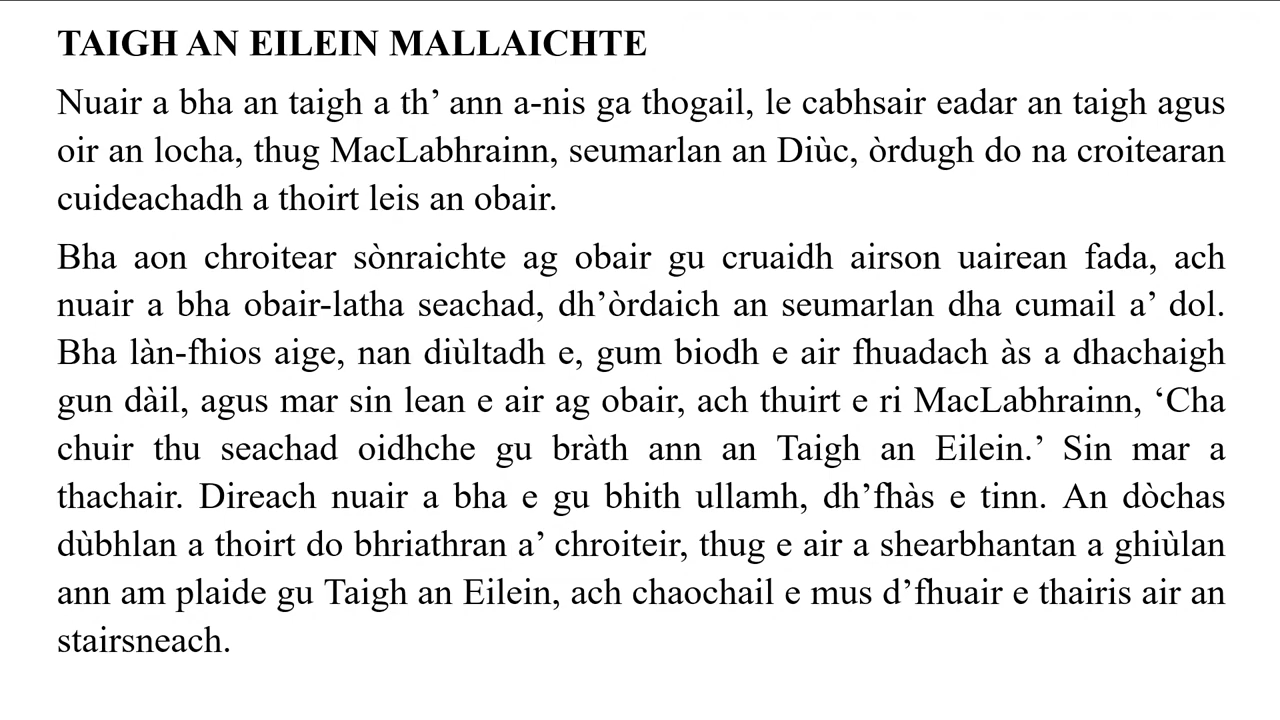 TAIGH AN EILEIN MALLAICHTE
Nuair a bha an taigh a th’ ann a-nis ga thogail, le cabhsair eadar an taigh agus
oir an locha, thug MacLabhrainn, seumarlan an Diùc, òrdugh do na croitearan
cuideachadh a thoirt leis an obair.
Bha aon chroitear sònraichte ag obair gu cruaidh airson uairean fada, ach
nuair a bha obair-latha seachad, dh’òrdaich an seumarlan dha cumail a’ dol.
Bha làn-fhios aige, nan diùltadh e, gum biodh e air fhuadach às a dhachaigh
gun dàil, agus mar sin lean e air ag obair, ach thuirt e ri MacLabhrainn, ‘Cha
chuir thu seachad oidhche gu bràth ann an Taigh an Eilein.’ Sin mar a
thachair. Direach nuair a bha e gu bhith ullamh, dh’fhàs e tinn. An dòchas
dùbhlan a thoirt do bhriathran a’ chroiteir, thug e air a shearbhantan a ghiùlan
ann am plaide gu Taigh an Eilein, ach chaochail e mus d’fhuair e thairis air an
stairsneach.